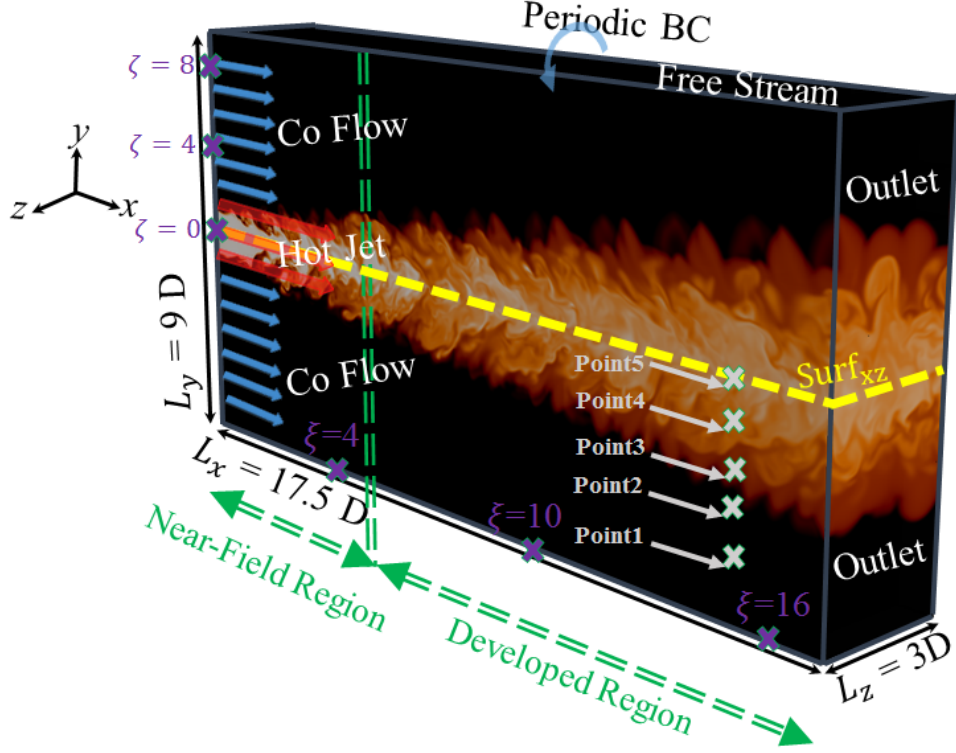 Periodic BC
Free Stream
ζ = 8
Co Flow
ζ = 4
y
z
x
Outlet
ζ = 0
Hot Jet
L_y = 9 D
Co Flow
Point5
Surf_xz
Point4
ξ=4
Point3
L_x = 17.5 D
Point2
ξ=10
Point1
Outlet
Near-Field Region
ξ=16
Developed Region
L_z = 3D